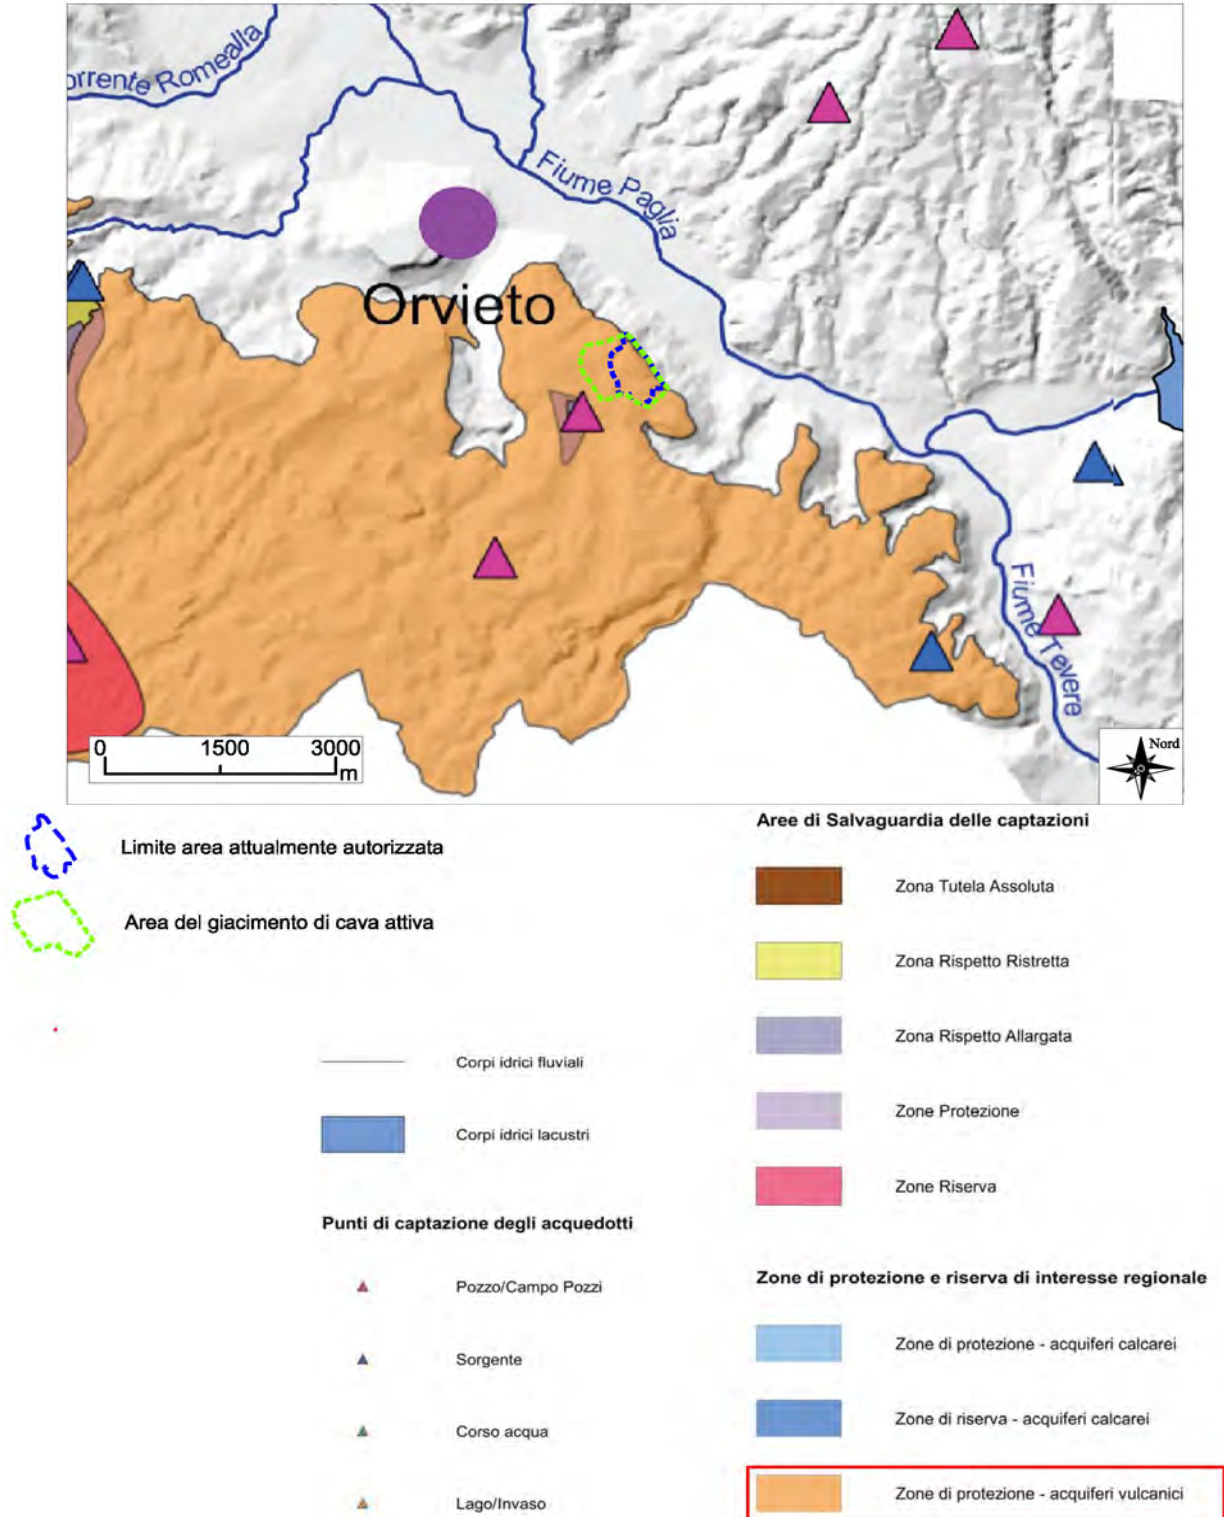 orrente Romealla
Fiume Paglia
Orvieto
Fiume Tevere
0 1500 3000
m
Nord
Limite area attualmente autorizzata
Area del giacimento di cava attiva
Corpi idrici fluviali
Corpi idrici lacustri
Punti di captazione degli acquedotti
Pozzo/Campo Pozzi
Sorgente
Corso acqua
Lago/Invaso
Aree di Salvaguardia delle captazioni
Zona Tutela Assoluta
Zona Rispetto Ristretta
Zona Rispetto Allargata
Zone Protezione
Zone Riserva
Zone di protezione e riserva di interesse regionale
Zone di protezione - acquiferi calcarei
Zone di riserva - acquiferi calcarei
Zone di protezione - acquiferi vulcanici